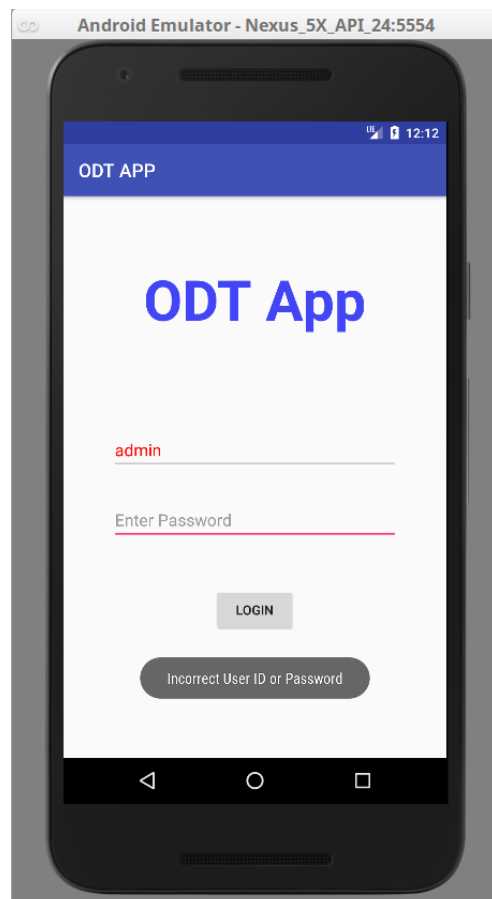 Android Emulator - Nexus_5X_API_24:5554
LTE 12:12
ODT APP
ODT App
admin
Enter Password
LOGIN
Incorrect User ID or Password